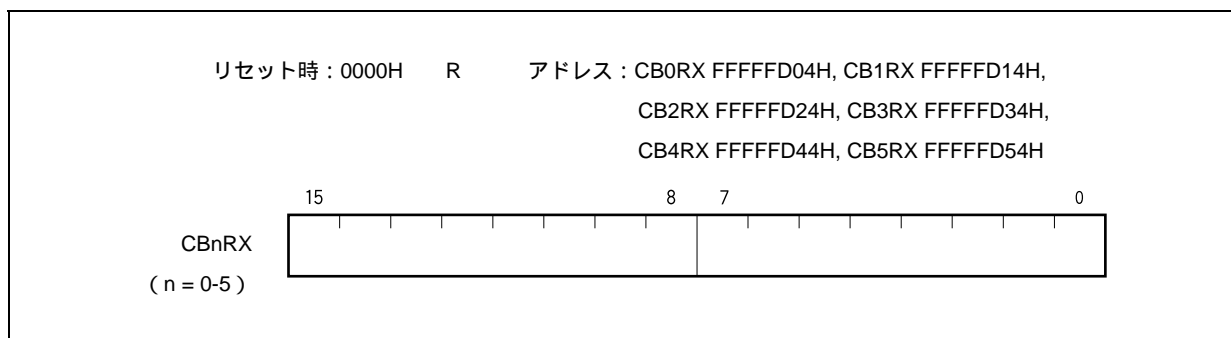 リセット時：0000H R アドレス：CB0RX FFFFFD04H, CB1RX FFFFFD14H,
CB2RX FFFFFD24H, CB3RX FFFFFD34H,
CB4RX FFFFFD44H, CB5RX FFFFFD54H
15 8 7 0
CBnRX
（n = 0-5）